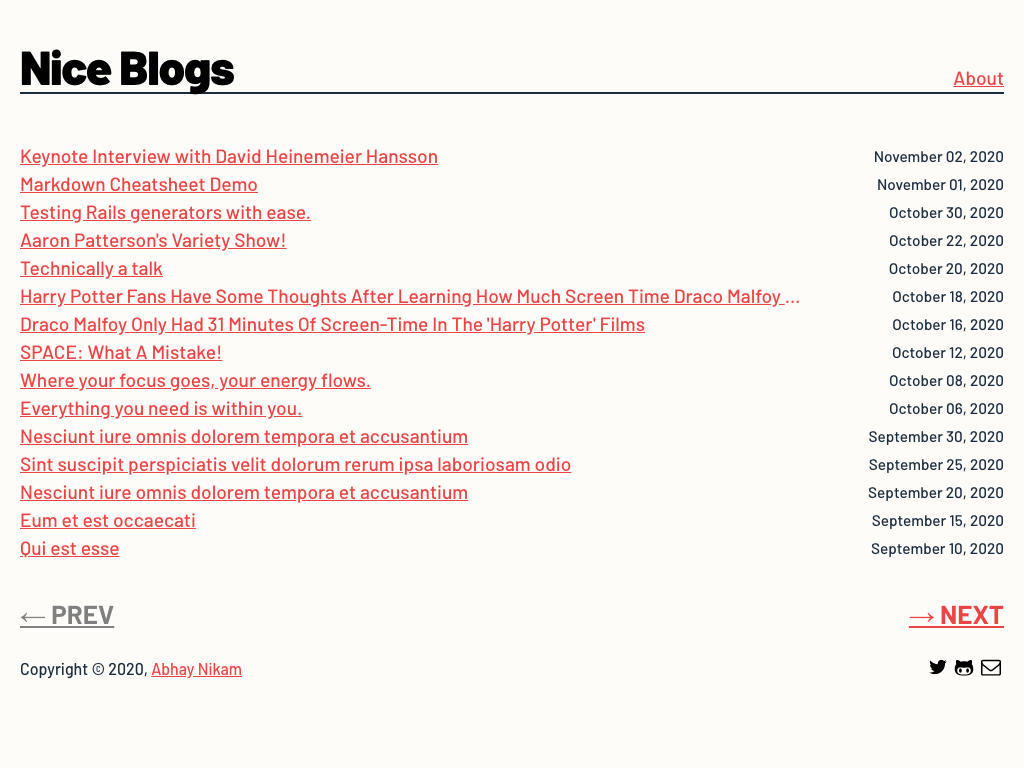 Nice Blogs
About
Keynote Interview with David Heinemeier Hansson November 02, 2020
Markdown Cheatsheet Demo November 01, 2020
Testing Rails generators with ease. October 30, 2020
Aaron Patterson's Variety Show! October 22, 2020
Technically a talk October 20, 2020
Harry Potter Fans Have Some Thoughts After Learning How Much Screen Time Draco Malfoy ... October 18, 2020
Draco Malfoy Only Had 31 Minutes Of Screen-Time In The 'Harry Potter' Films October 16, 2020
SPACE: What A Mistake! October 12, 2020
Where your focus goes, your energy flows. October 08, 2020
Everything you need is within you. October 06, 2020
Nesciunt iure omnis dolorem tempora et accusantium September 30, 2020
Sint suscipit perspiciatis velit dolorum rerum ipsa laboriosam odio September 25, 2020
Nesciunt iure omnis dolorem tempora et accusantium September 20, 2020
Eum et est occaecati September 15, 2020
Qui est esse September 10, 2020
← PREV → NEXT
Copyright © 2020, Abhay Nikam